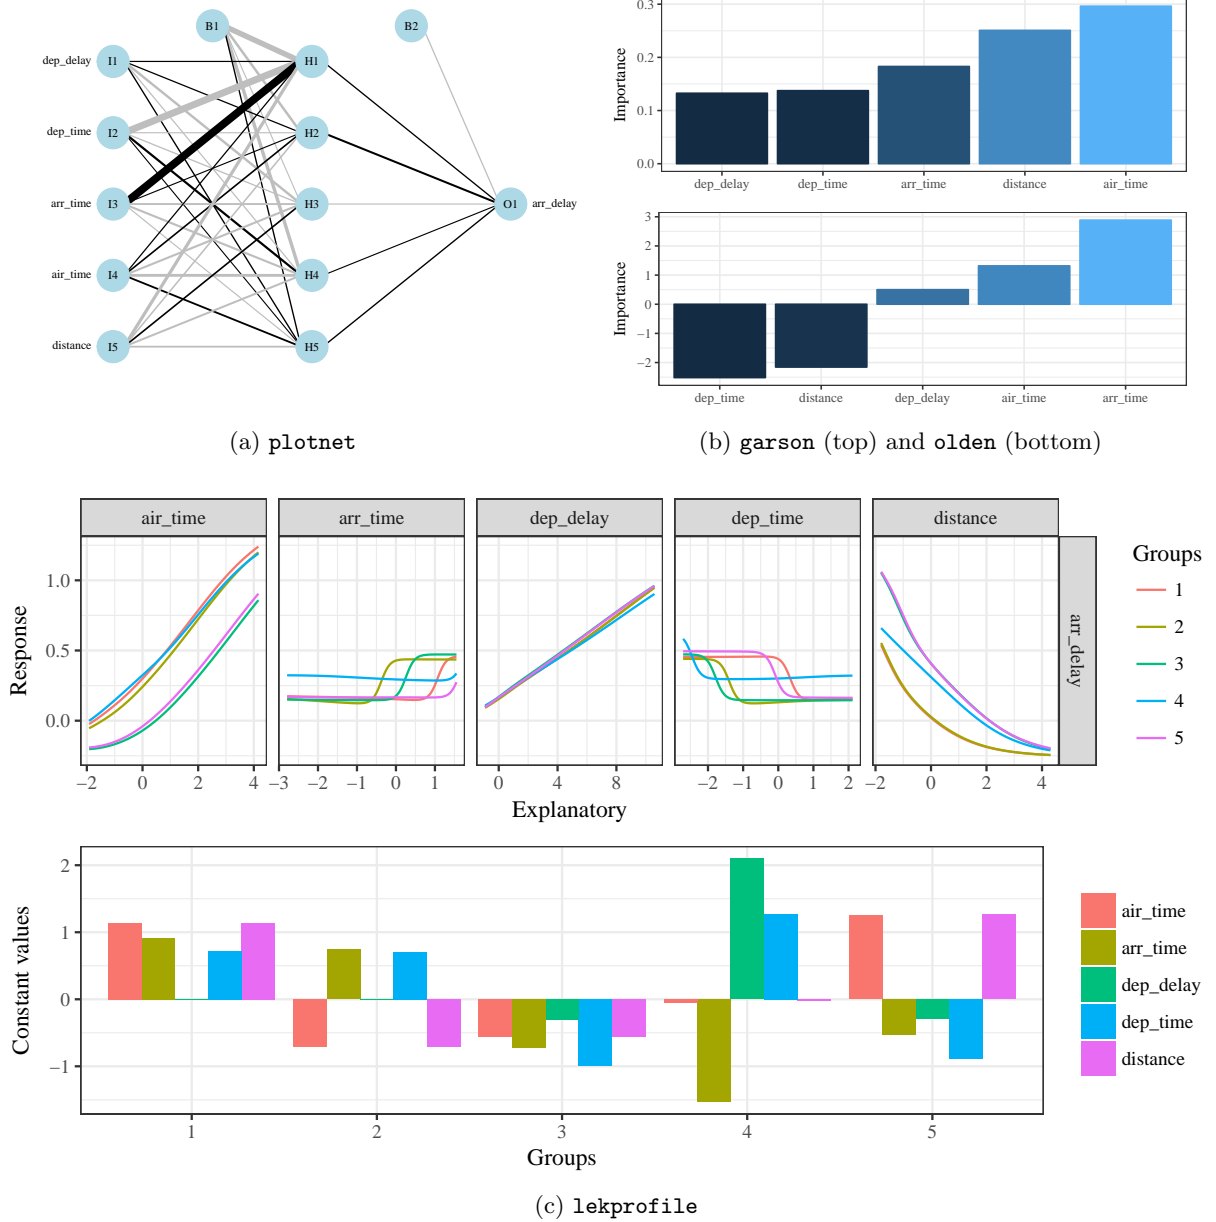 B1
B2
dep_delay
I1
H1
dep_time
I2
H2
arr_time
I3
H3
O1
arr_delay
air_time
I4
H4
distance
I5
H5
(a) plotnet
Importance
0.3
0.2
0.1
0.0
dep_delay dep_time arr_time distance air_time
Importance
3
2
1
0
−1
−2
dep_time distance dep_delay air_time arr_time
(b) garson (top) and olden (bottom)
air_time arr_time dep_delay dep_time distance
Response
1.0
0.5
0.0
arr_delay
−2 0 2 4 −3 −2 −1 0 1 0 4 8 −2 −1 0 1 2 −2 0 2 4
Explanatory
Groups
1
2
3
4
5
Constant values
2
1
0
−1
1 2 3 4 5
Groups
air_time
arr_time
dep_delay
dep_time
distance
(c) lekprofile